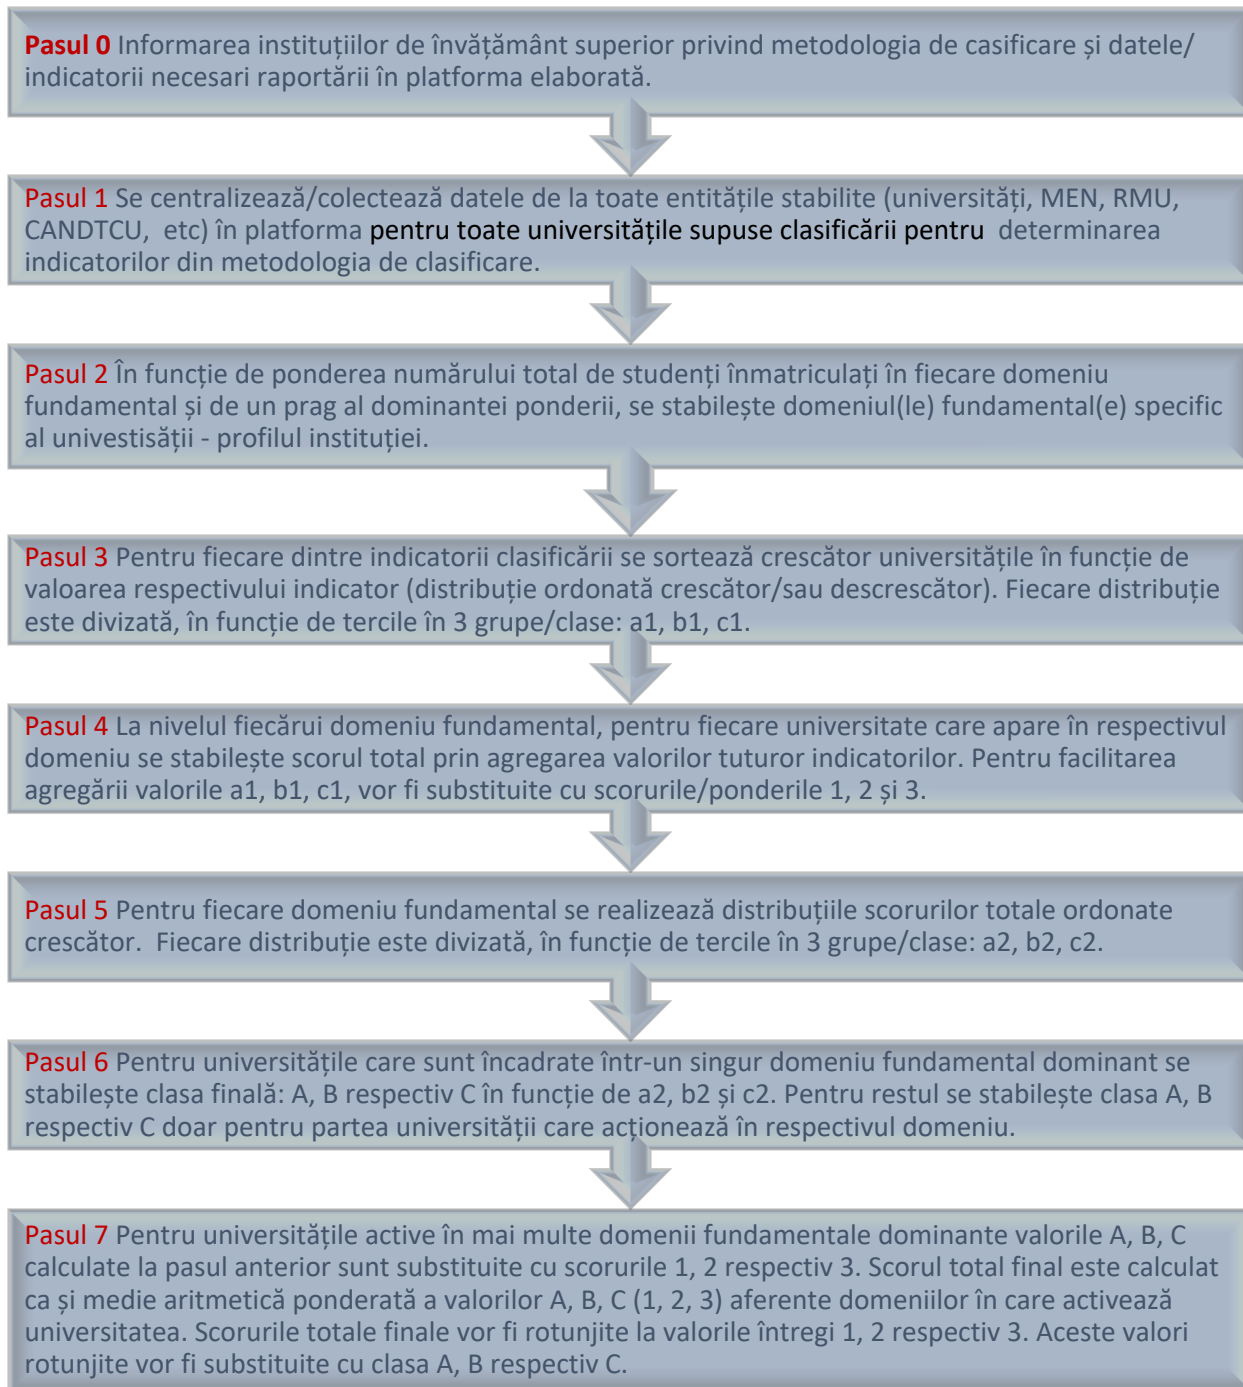 Pasul 0 Informarea instituțiilor de învățământ superior privind metodologia de casificare și datele/
indicatorii necesari raportării în platforma elaborată.
Pasul 1 Se centralizează/colectează datele de la toate entitățile stabilite (universități, MEN, RMU,
CANDTCU, etc) în platforma pentru toate universitățile supuse clasificării pentru determinarea
indicatorilor din metodologia de clasificare.
Pasul 2 În funcție de ponderea numărului total de studenți înmatriculați în fiecare domeniu
fundamental și de un prag al dominantei ponderii, se stabilește domeniul(le) fundamental(e) specific
al univestisății - profilul instituției.
Pasul 3 Pentru fiecare dintre indicatorii clasificării se sortează crescător universitățile în funcție de
valoarea respectivului indicator (distribuție ordonată crescător/sau descrescător). Fiecare distribuție
este divizată, în funcție de tercile în 3 grupe/clase: a1, b1, c1.
Pasul 4 La nivelul fiecărui domeniu fundamental, pentru fiecare universitate care apare în respectivul
domeniu se stabilește scorul total prin agregarea valorilor tuturor indicatorilor. Pentru facilitarea
agregării valorile a1, b1, c1, vor fi substituite cu scorurile/ponderile 1, 2 și 3.
Pasul 5 Pentru fiecare domeniu fundamental se realizează distribuțiile scorurilor totale ordonate
crescător. Fiecare distribuție este divizată, în funcție de tercile în 3 grupe/clase: a2, b2, c2.
Pasul 6 Pentru universitățile care sunt încadrate într-un singur domeniu fundamental dominant se
stabilește clasa finală: A, B respectiv C în funcție de a2, b2 și c2. Pentru restul se stabilește clasa A, B
respectiv C doar pentru partea universității care acționează în respectivul domeniu.
Pasul 7 Pentru universitățile active în mai multe domenii fundamentale dominante valorile A, B, C
calculate la pasul anterior sunt substituite cu scorurile 1, 2 respectiv 3. Scorul total final este calculat
ca și medie aritmetică ponderată a valorilor A, B, C (1, 2, 3) aferente domeniilor în care activează
universitatea. Scorurile totale finale vor fi rotunjite la valorile întregi 1, 2 respectiv 3. Aceste valori
rotunjite vor fi substituite cu clasa A, B respectiv C.